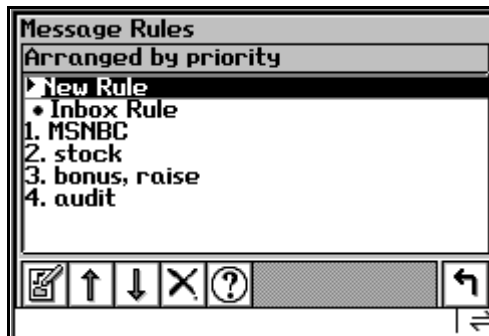 Message Rules
Arranged by priority
New Rule
• Inbox Rule
1. MSNBC
2. stock
3. bonus, raise
4. audit
?